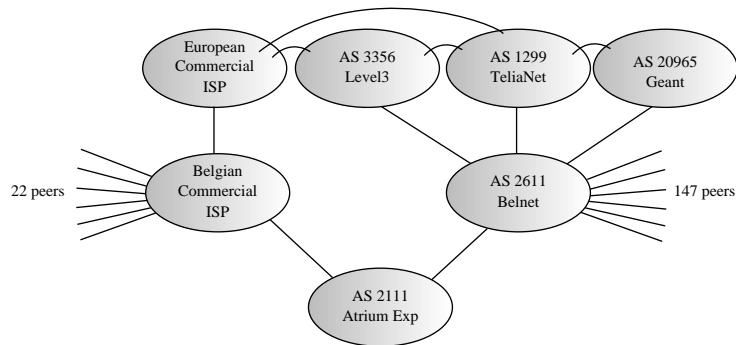 European
Commercial
ISP
AS 3356
Level3
AS 1299
TeliaNet
AS 20965
Geant
22 peers
Belgian
Commercial
ISP
AS 2611
Belnet
147 peers
AS 2111
Atrium Exp